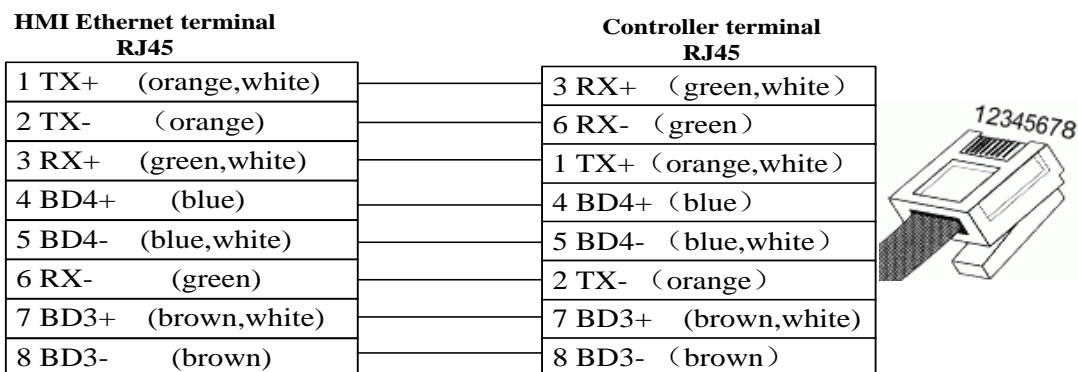 HMI Ethernet terminal
RJ45
1 TX+ (orange,white)
2 TX- （orange)
3 RX+ (green,white)
4 BD4+ (blue)
5 BD4- (blue,white)
6 RX- (green)
7 BD3+ (brown,white)
8 BD3- (brown)
Controller terminal
RJ45
3 RX+ （green,white）
6 RX- （green）
1 TX+（orange,white）
4 BD4+（blue）
5 BD4- （blue,white）
2 TX- （orange）
7 BD3+ (brown,white)
8 BD3-（brown）
12345678